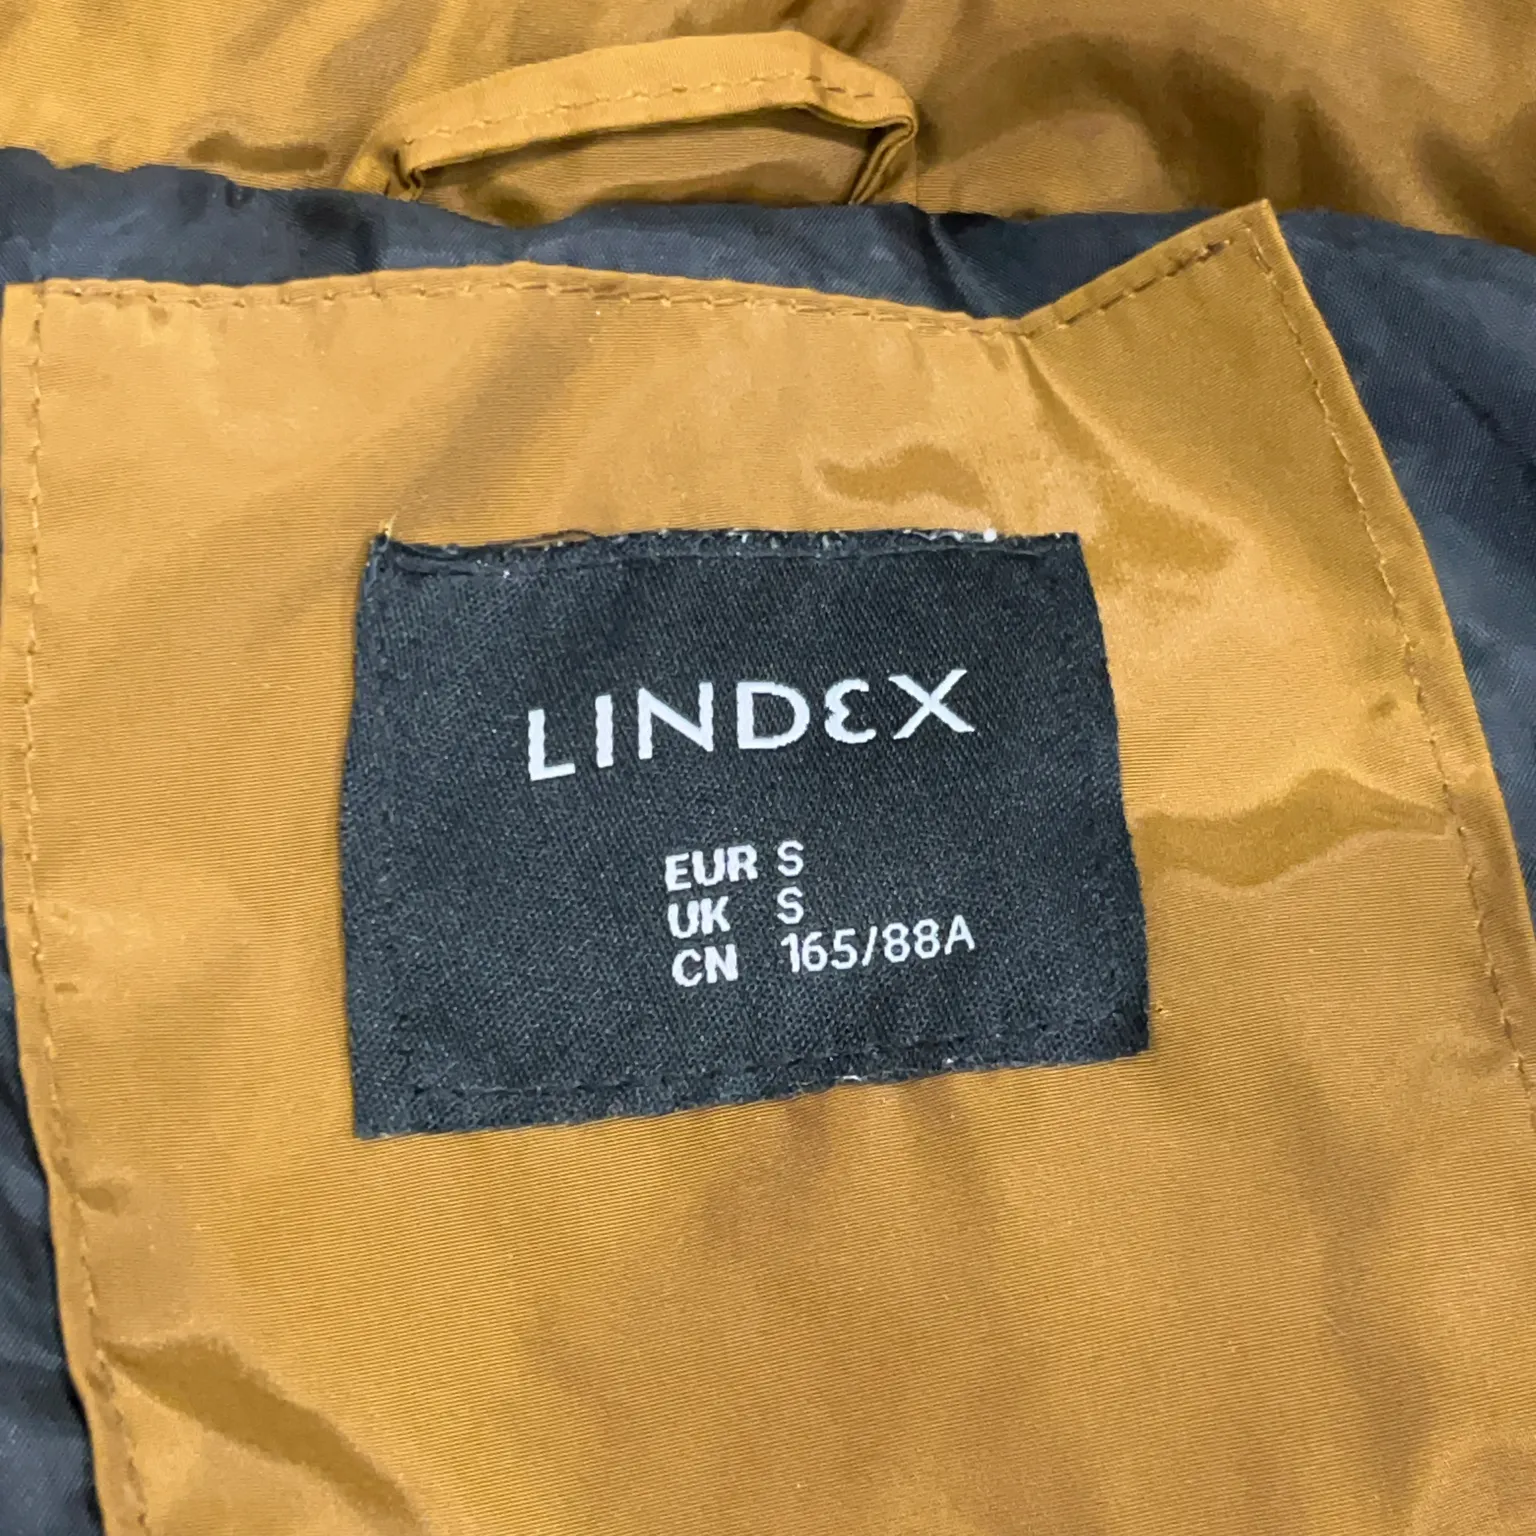 LINDEX
EUR S
UK S
CN 165/88A